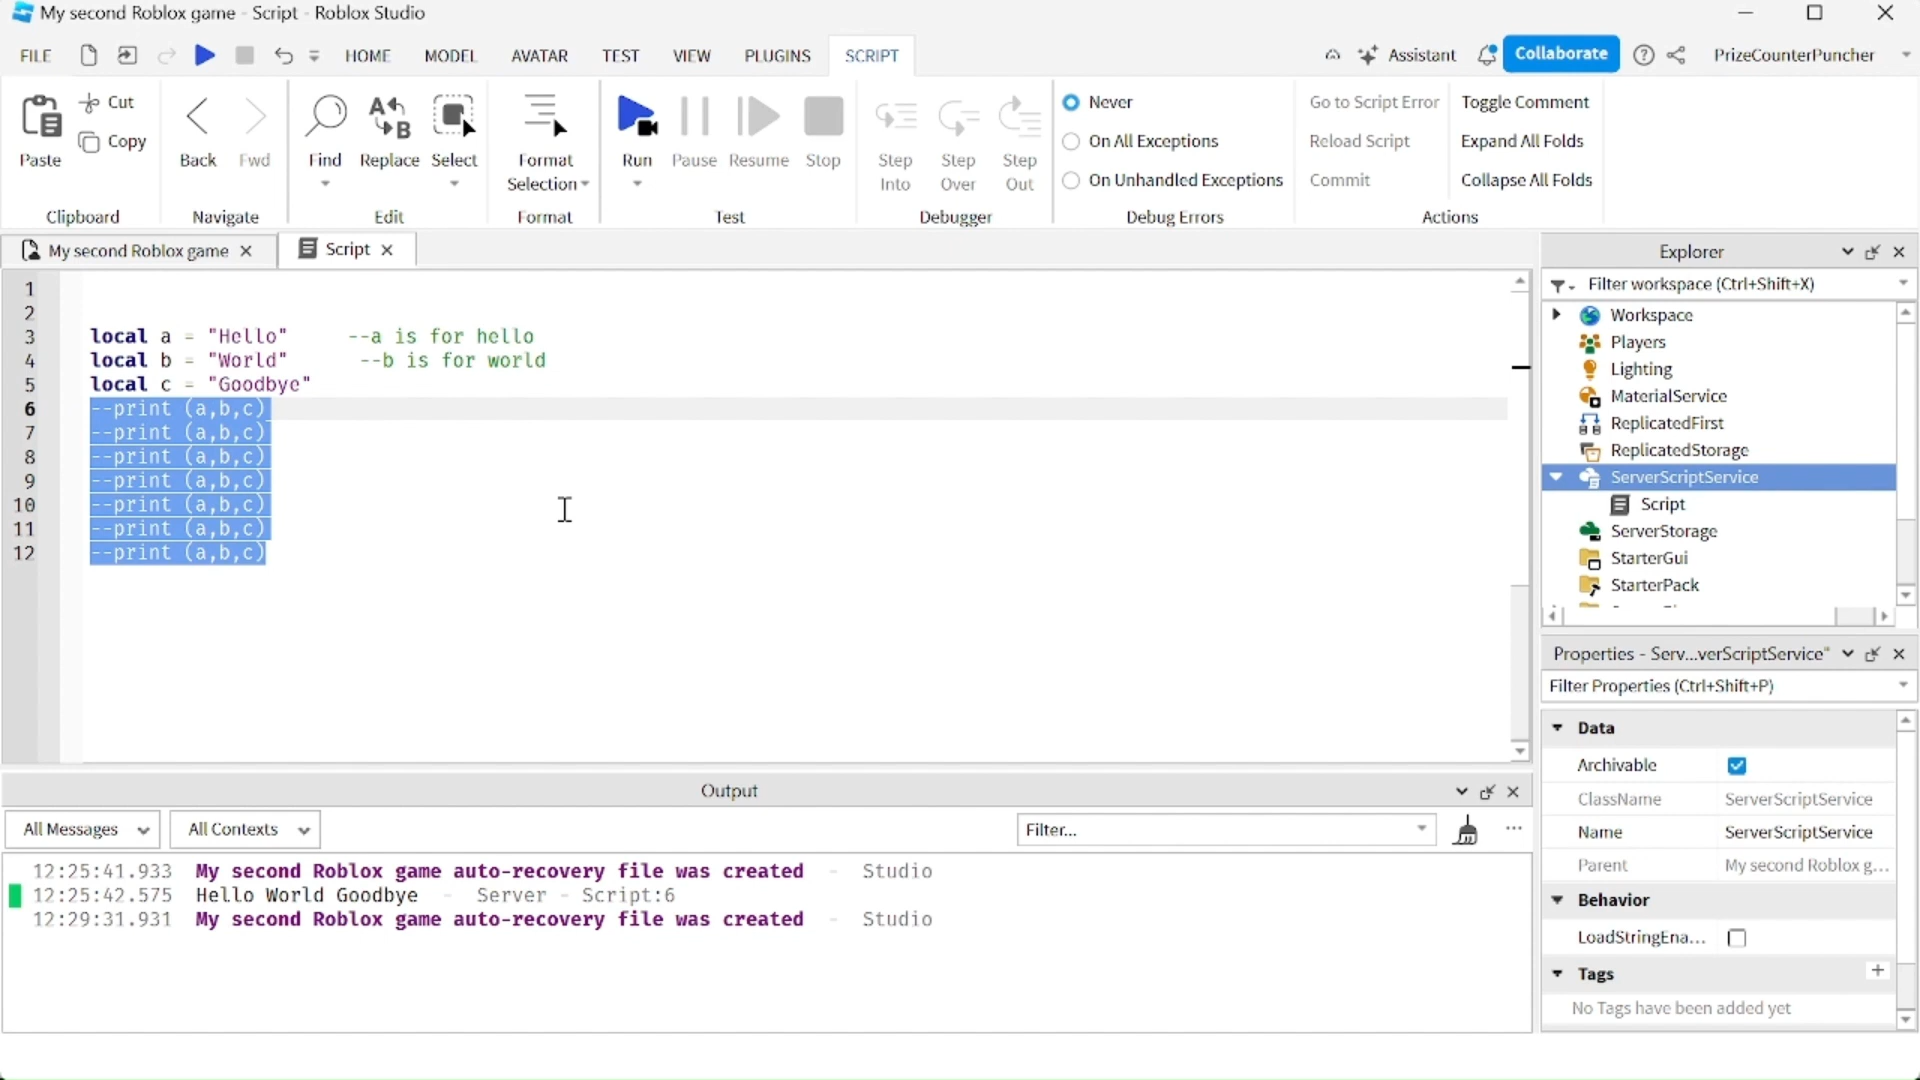 My second Roblox game - Script - Roblox Studio
FILE HOME MODEL AVATAR TEST VIEW PLUGINS SCRIPT Assistant Collaborate PrizeCounterPuncher
Paste Cut Copy
Clipboard
Back Fwd
Navigate
Find Replace Select
Edit
Format Selection
Format
Run Pause Resume Stop
Test
Step Into Step Over Step Out
Debugger
Never
On All Exceptions
On Unhandled Exceptions
Debug Errors
Go to Script Error Toggle Comment
Reload Script Expand All Folds
Commit Collapse All Folds
Actions
My second Roblox game Script
1
2
3 local a = "Hello" --a is for hello
4 local b = "World" --b is for world
5 local c = "Goodbye"
6 --print (a,b,c)
7 --print (a,b,c)
8 --print (a,b,c)
9 --print (a,b,c)
10 --print (a,b,c)
11 --print (a,b,c)
12 --print (a,b,c)
Explorer
Filter workspace (Ctrl+Shift+X)
Workspace
Players
Lighting
MaterialService
ReplicatedFirst
ReplicatedStorage
ServerScriptService
Script
ServerStorage
StarterGui
StarterPack
Properties - Serv...verScriptService"
Filter Properties (Ctrl+Shift+P)
Data
Archivable
ClassName ServerScriptService
Name ServerScriptService
Parent My second Roblox g...
Behavior
LoadStringEna...
Tags +
No Tags have been added yet
Output
All Messages All Contexts Filter... ...
12:25:41.933 My second Roblox game auto-recovery file was created - Studio
12:25:42.575 Hello World Goodbye - Server - Script:6
12:29:31.931 My second Roblox game auto-recovery file was created - Studio